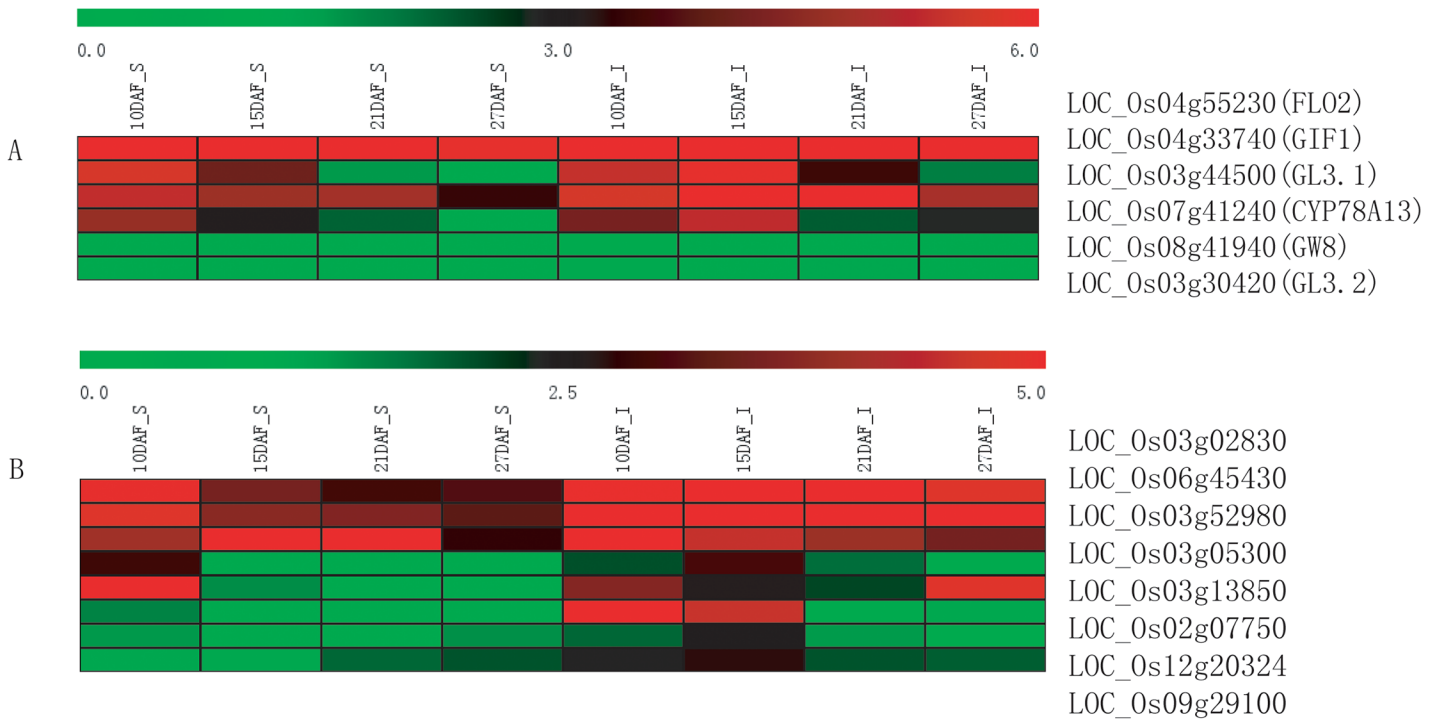 0.0 3.0 6.0
10DAF_S 15DAF_S 21DAF_S 27DAF_S 10DAF_I 15DAF_I 21DAF_I 27DAF_I
A
LOC_Os04g55230(FLO2)
LOC_Os04g33740(GIF1)
LOC_Os03g44500(GL3.1)
LOC_Os07g41240(CYP78A13)
LOC_Os08g41940(GW8)
LOC_Os03g30420(GL3.2)
0.0 2.5 5.0
10DAF_S 15DAF_S 21DAF_S 27DAF_S 10DAF_I 15DAF_I 21DAF_I 27DAF_I
B
LOC_Os03g02830
LOC_Os06g45430
LOC_Os03g52980
LOC_Os03g05300
LOC_Os03g13850
LOC_Os02g07750
LOC_Os12g20324
LOC_Os09g29100